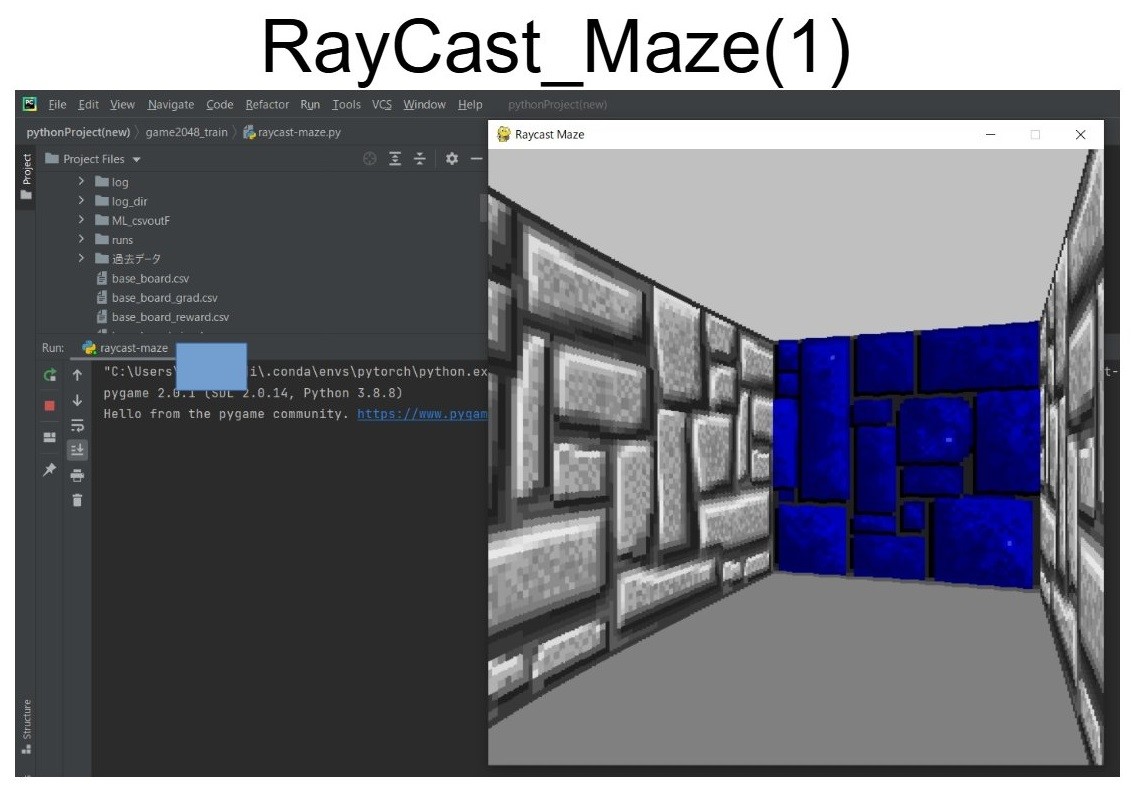 RayCast_Maze(1)
File Edit View Navigate Code Refactor Run Tools VCS Window Help pythonProject(new)
pythonProject(new) game2048_train raycast-maze.py
Raycast Maze
Project
Project Files
log
log_dir
ML_csvoutF
runs
過去データ
base_board.csv
base_board_grad.csv
base_board_reward.csv
Run: raycast-maze
"C:\Users\ i\.conda\envs\pytorch\python.ex
pygame 2.0.1 (SDL 2.0.14, Python 3.8.8)
Hello from the pygame community. https://www.pygam
Structure